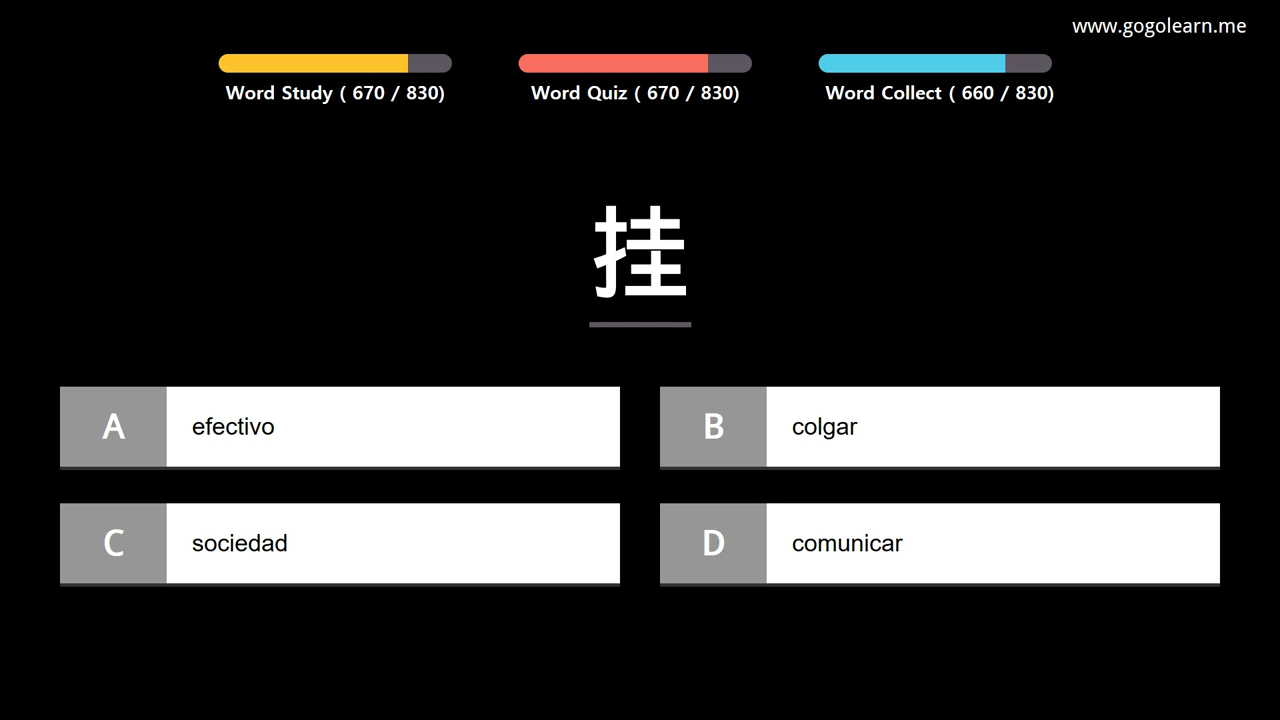 www.gogolearn.me
Word Study ( 670 / 830)
Word Quiz ( 670 / 830)
Word Collect ( 660 / 830)
挂
A efectivo
B colgar
C sociedad
D comunicar